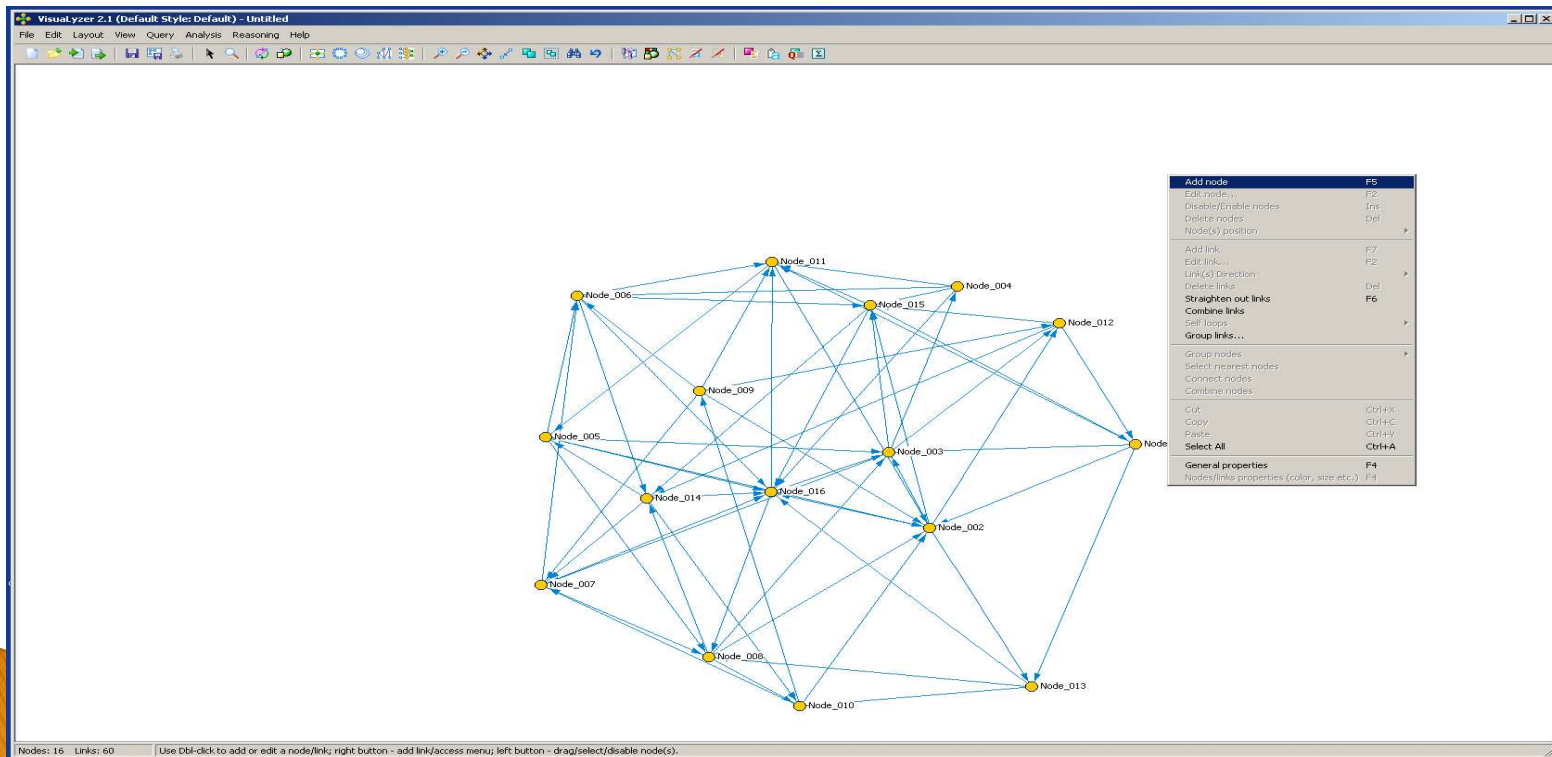 VisuaLyzer 2.1 (Default Style: Default) - Untitled
File Edit Layout View Query Analysis Reasoning Help
Node_011
Node_004
Node_006
Node_015
Node_012
Node_009
Node_005
Node_003
Node
Node_016
Node_014
Node_002
Node_007
Node_008
Node_013
Node_010
Add node F5
Edit node... F2
Disable/Enable nodes Ins
Delete nodes Del
Node(s) position
Add link F7
Edit link... F2
Link(s) Direction
Delete links Del
Straighten out links F6
Combine links
Self loops
Group links...
Group nodes
Select nearest nodes
Connect nodes
Combine nodes
Cut Ctrl+X
Copy Ctrl+C
Paste Ctrl+V
Select All Ctrl+A
General properties F4
Nodes/links properties (color, size etc.) F4
Nodes: 16 Links: 60 Use Dbl-click to add or edit a node/link; right button - add link/access menu; left button - drag/select/disable node(s).